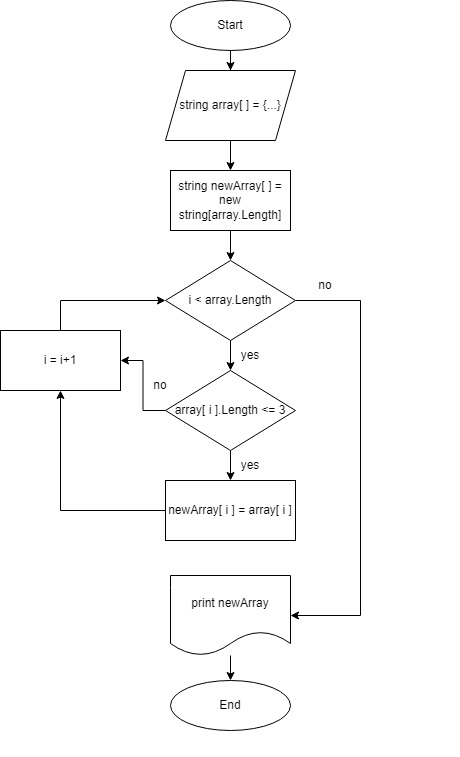 Start
string array[ ] = {...}
string newArray[ ] =
new
string[array.Length]
i < array.Length
no
yes
i = i+1
no
array[ i ].Length <= 3
yes
newArray[ i ] = array[ i ]
print newArray
End